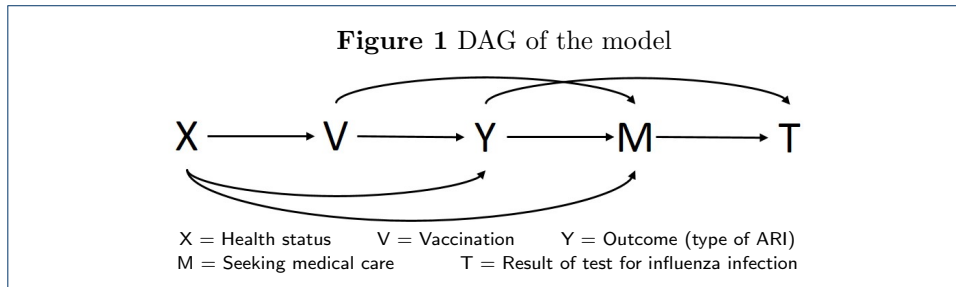 Figure 1 DAG of the model
X V Y M T
X = Health status V = Vaccination Y = Outcome (type of ARI)
M = Seeking medical care T = Result of test for influenza infection